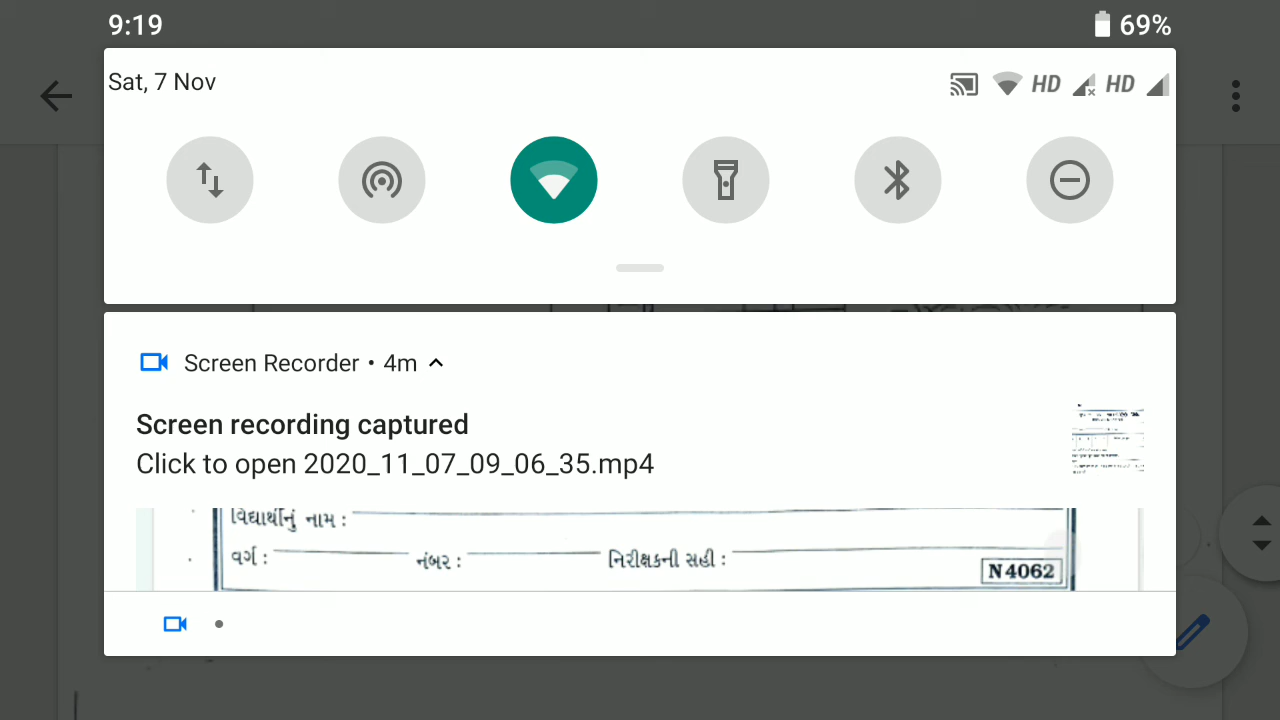 9:19
69%
Sat, 7 Nov
HD HD
Screen Recorder • 4m
Screen recording captured
Click to open 2020_11_07_09_06_35.mp4
વિદ્યાર્થીનું નામ :
વર્ગ : નંબર : નિરીક્ષકની સહી :
N4062